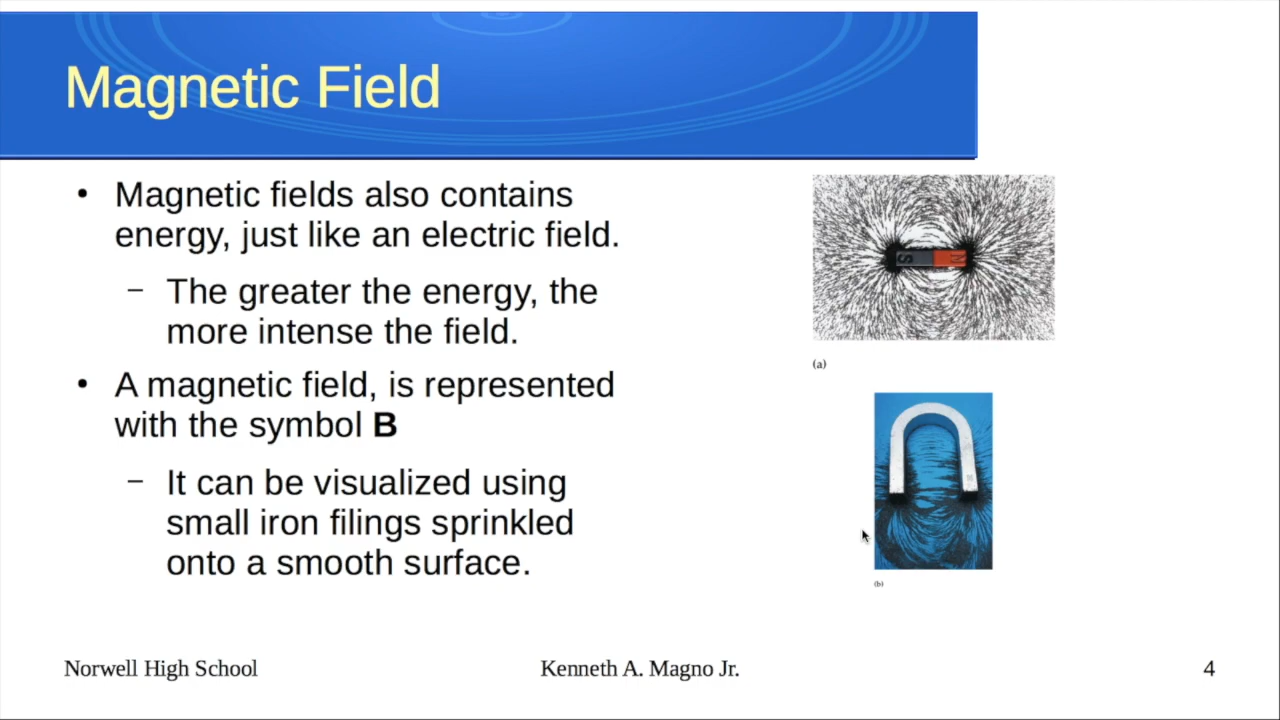 Magnetic Field
• Magnetic fields also contains
energy, just like an electric field.
– The greater the energy, the
more intense the field.
• A magnetic field, is represented
with the symbol B
– It can be visualized using
small iron filings sprinkled
onto a smooth surface.
S N
(a)
(b)
Norwell High School
Kenneth A. Magno Jr.
4